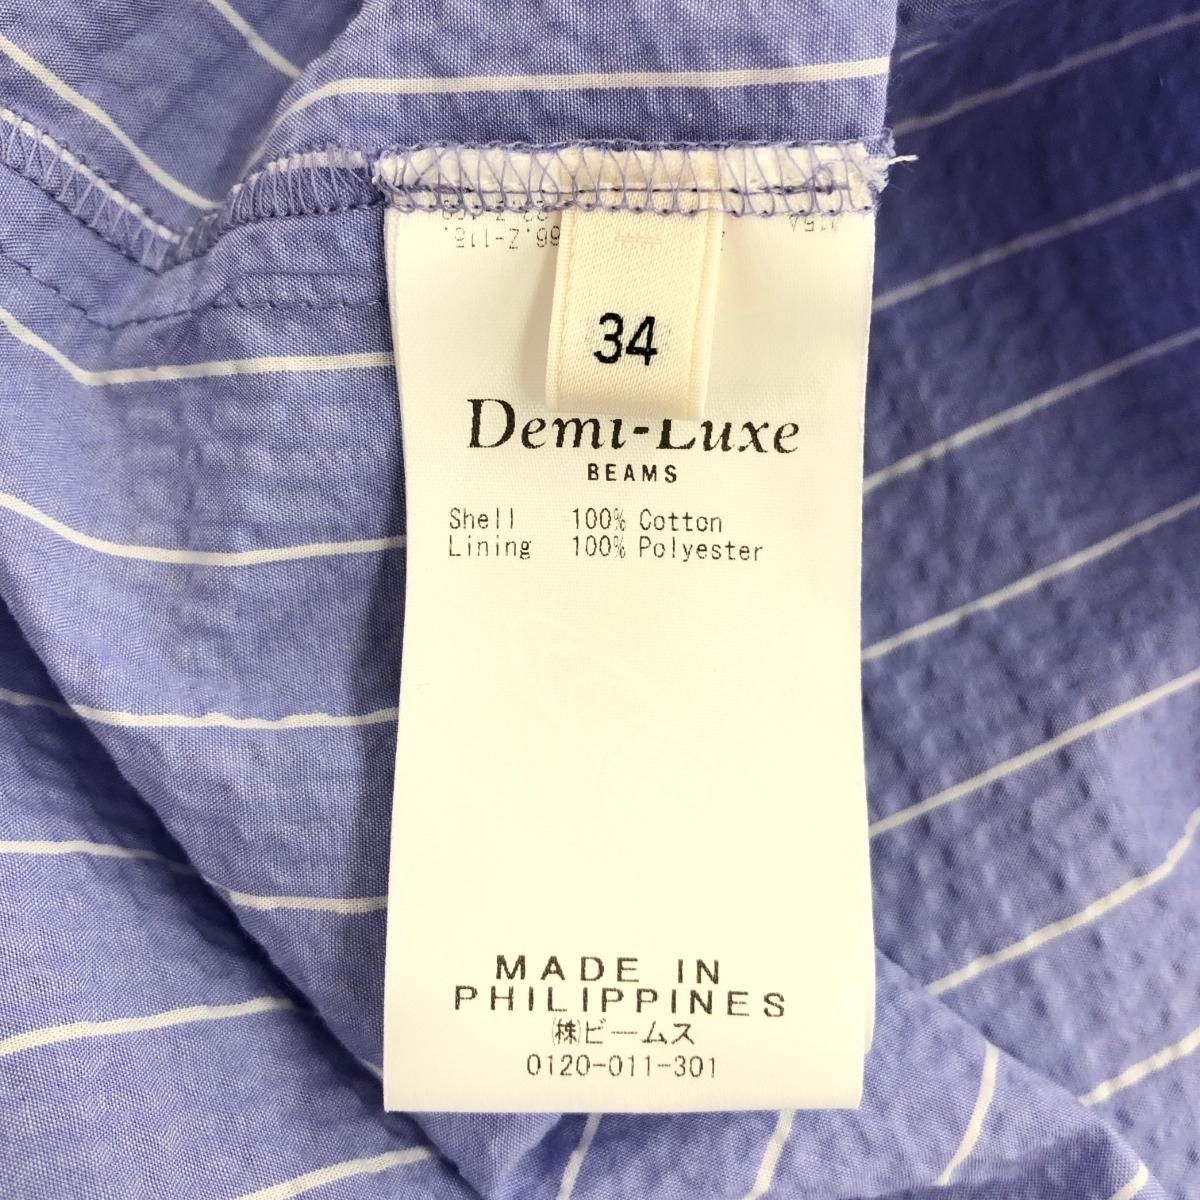 34
Demi-Luxe
BEAMS
Shell 100% Cotton
Lining 100% Polyester
MADE IN
PHILIPPINES
㈱ビームス
0120-011-301